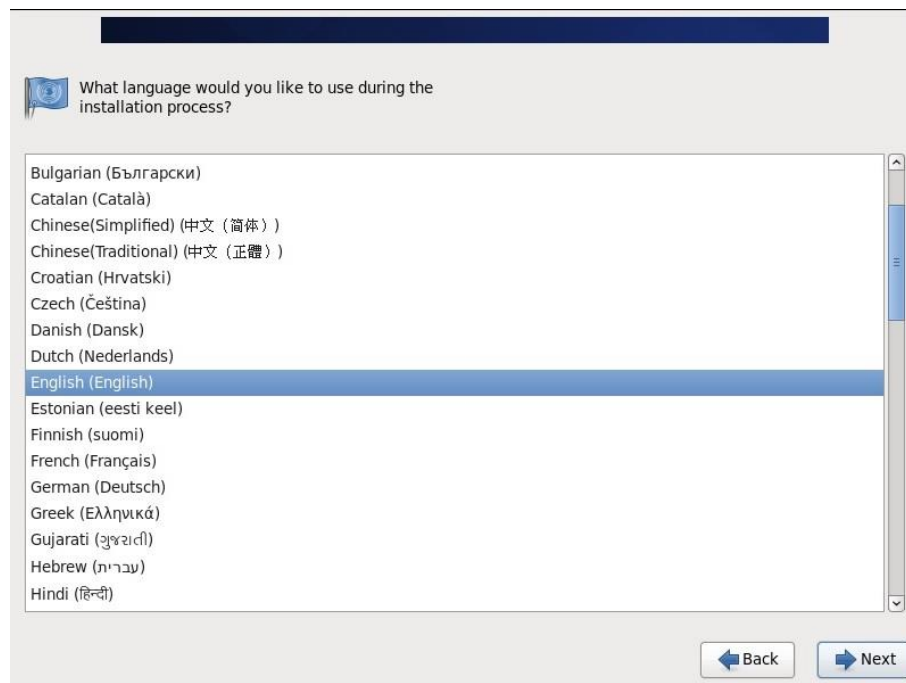 What language would you like to use during the
installation process?
Bulgarian (Български)
Catalan (Català)
Chinese(Simplified) (中文（简体）)
Chinese(Traditional) (中文（正體）)
Croatian (Hrvatski)
Czech (Čeština)
Danish (Dansk)
Dutch (Nederlands)
English (English)
Estonian (eesti keel)
Finnish (suomi)
French (Français)
German (Deutsch)
Greek (Ελληνικά)
Gujarati (ગુજરાતી)
Hebrew (עברית)
Hindi (हिन्दी)
Back
Next